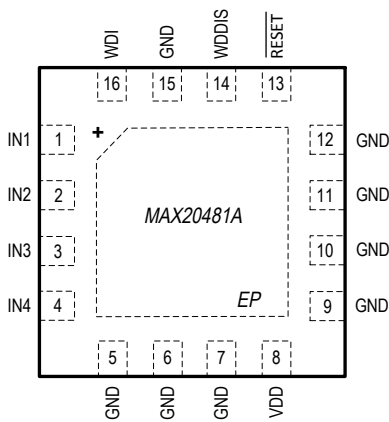 WDI GND WDDIS RESET
16 15 14 13
IN1 1 + 12 GND
IN2 2 11 GND
MAX20481A
IN3 3 10 GND
IN4 4 EP 9 GND
5 6 7 8
GND GND GND VDD